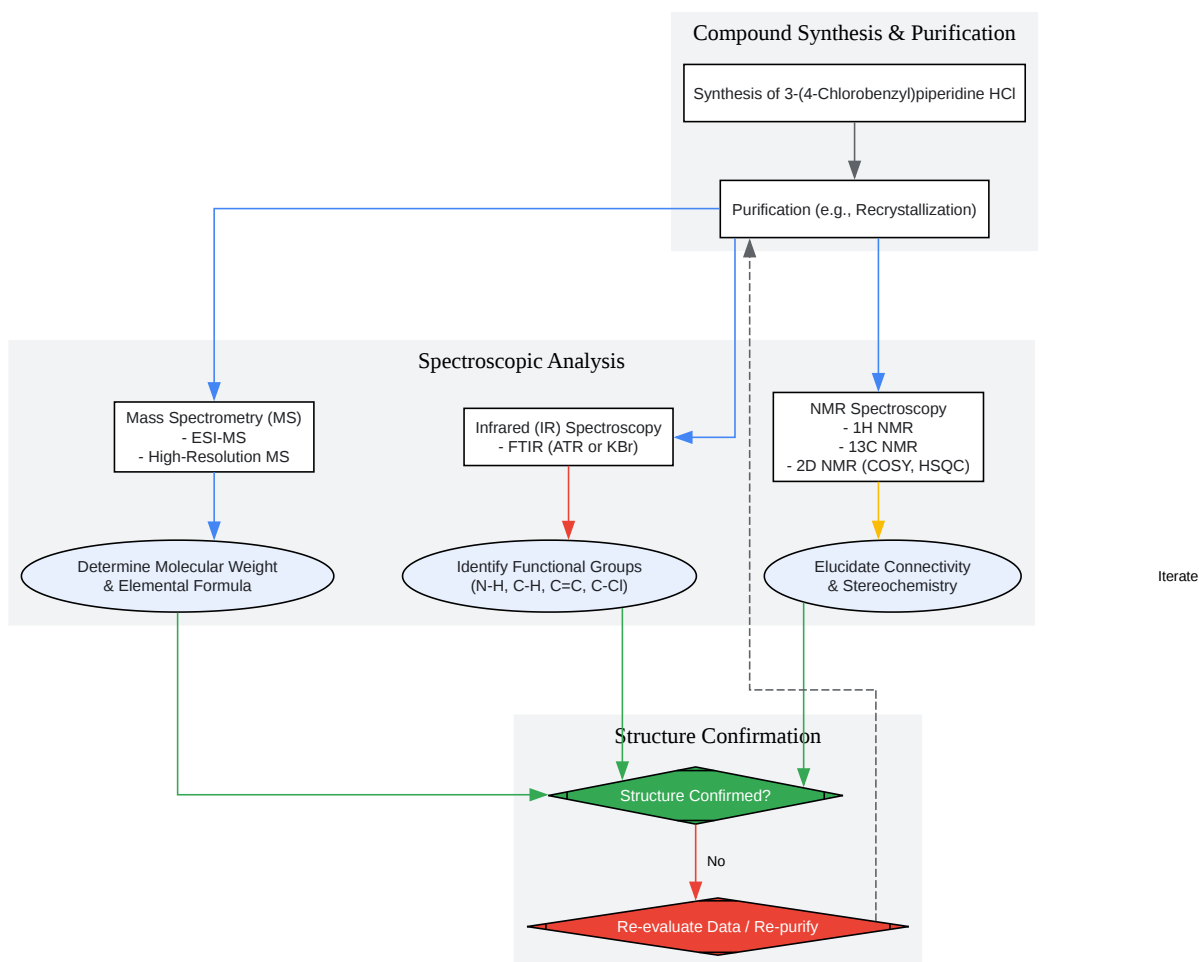 Compound Synthesis & Purification
Synthesis of 3-(4-Chlorobenzyl)piperidine HCl
Purification (e.g., Recrystallization)
Spectroscopic Analysis
Mass Spectrometry (MS)
- ESI-MS
- High-Resolution MS
Infrared (IR) Spectroscopy
- FTIR (ATR or KBr)
NMR Spectroscopy
- 1H NMR
- 13C NMR
- 2D NMR (COSY, HSQC)
Determine Molecular Weight
& Elemental Formula
Identify Functional Groups
(N-H, C-H, C=C, C-Cl)
Elucidate Connectivity
& Stereochemistry
Iterate
Structure Confirmation
Structure Confirmed?
No
Re-evaluate Data / Re-purify